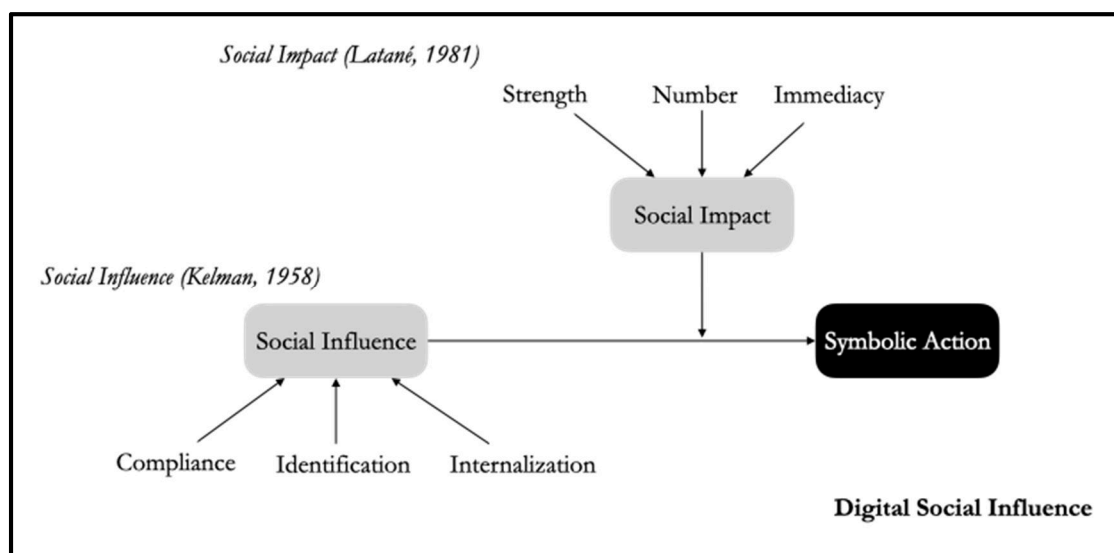 Social Impact (Latané, 1981)
Strength Number Immediacy
Social Impact
Social Influence (Kelman, 1958)
Social Influence
Symbolic Action
Compliance Identification Internalization
Digital Social Influence